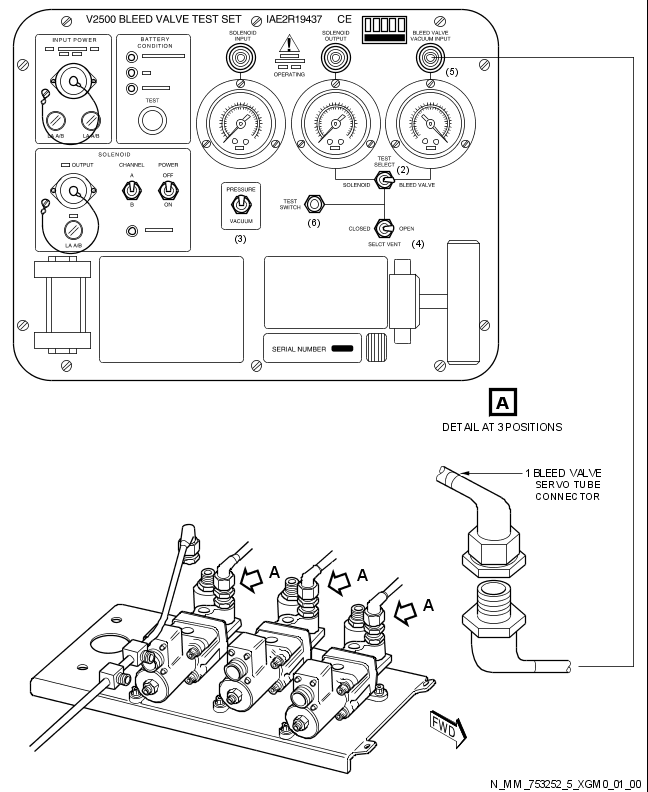 V2500 BLEED VALVE TEST SET IAE2R19437 CE
INPUT POWER
BATTERY
CONDITION
SOLENOID
INPUT
SOLENOID
OUTPUT
BLEED VALVE
VACUUM INPUT
(5)
OPERATING
TEST
LA A/B
LA A/B
SOLENOID
OUTPUT
CHANNEL
POWER
A
OFF
B
ON
LA A/B
PRESSURE
VACUUM
(3)
TEST
SELECT
(2)
SOLENOID
BLEED VALVE
TEST
SWITCH
(6)
CLOSED
OPEN
(4)
SELCT VENT
SERIAL NUMBER
A
DETAIL AT 3 POSITIONS
1 BLEED VALVE
SERVO TUBE
CONNECTOR
A
A
A
FWD
N_MM_753252_5_XGM0_01_00